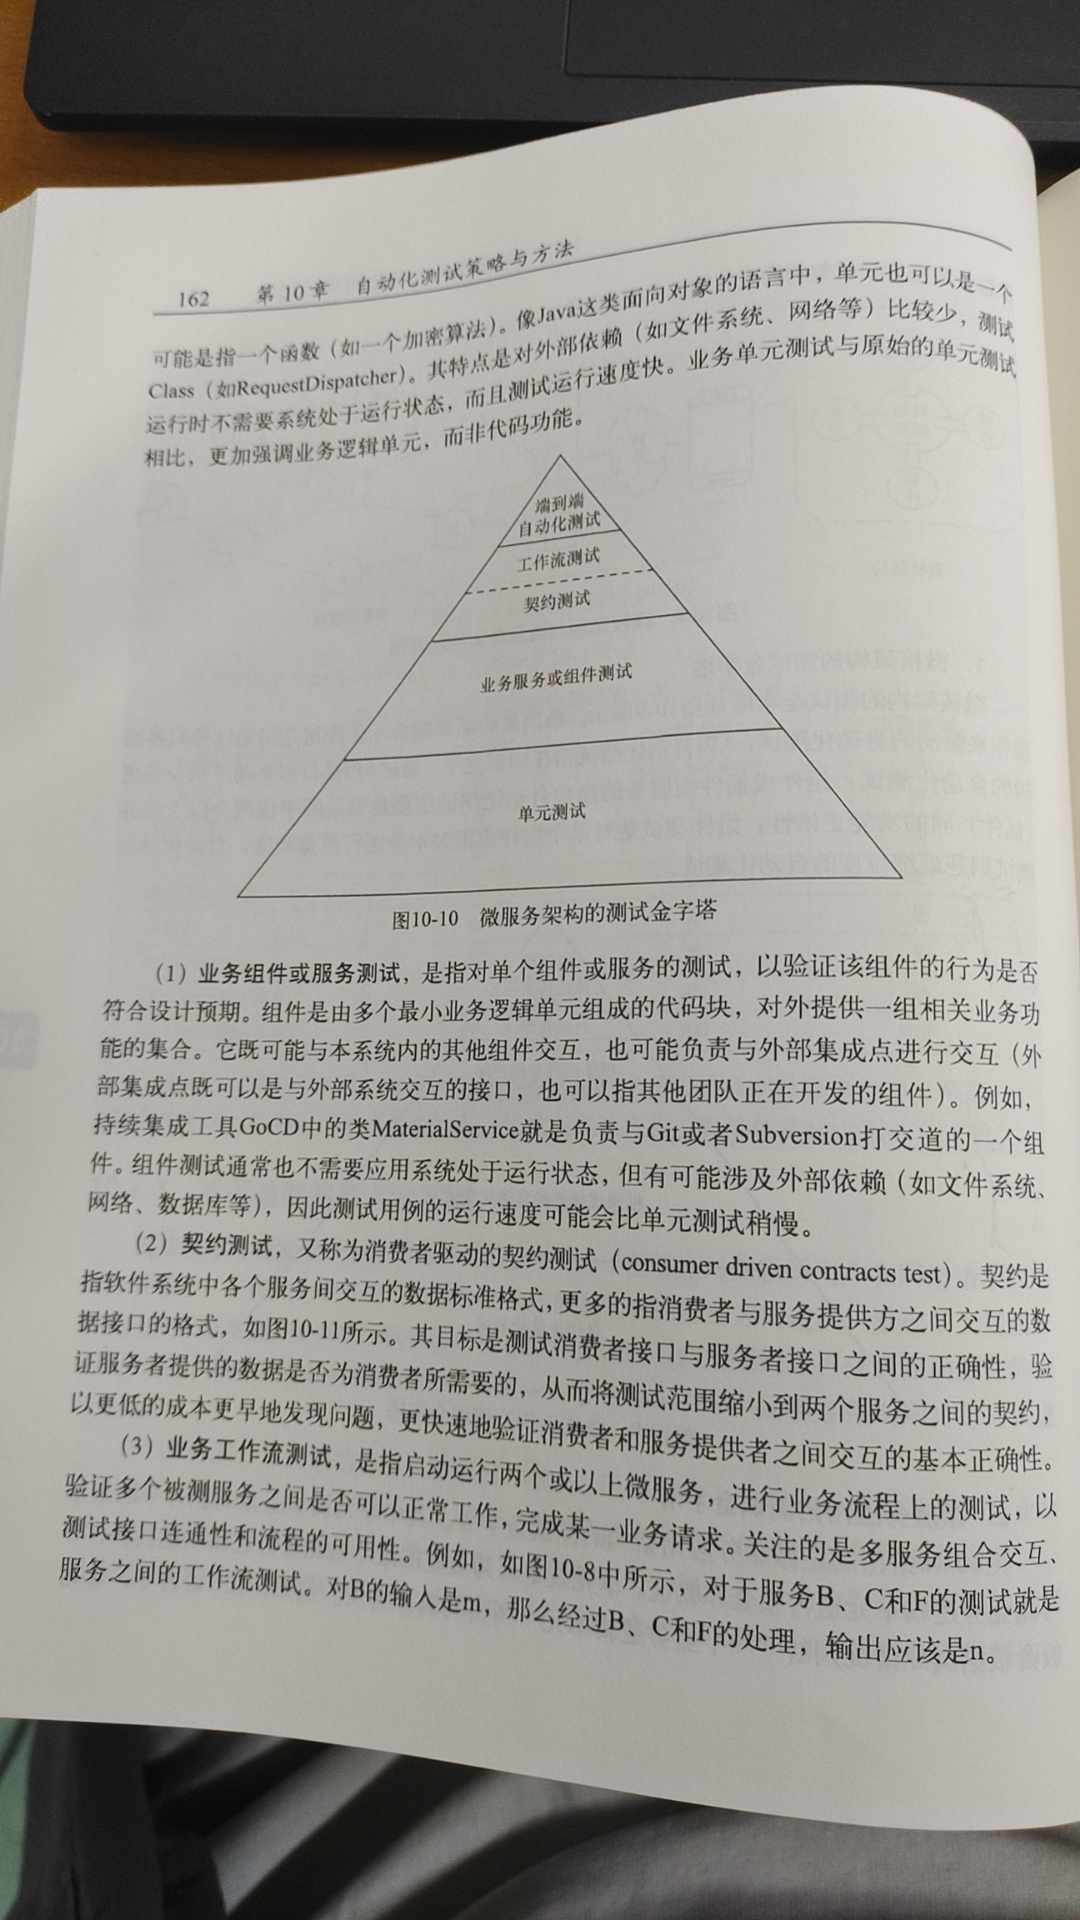 162 第 10 章 自动化测试策略与方法
可能是指一个函数（如一个加密算法）。像Java这类面向对象的语言中，单元也可以是一个
Class（如RequestDispatcher）。其特点是对外部依赖（如文件系统、网络等）比较少，测试
运行时不需要系统处于运行状态，而且测试运行速度快。业务单元测试与原始的单元测试
相比，更加强调业务逻辑单元，而非代码功能。
端到端
自动化测试
工作流测试
契约测试
业务服务或组件测试
单元测试
图10-10 微服务架构的测试金字塔
（1）业务组件或服务测试，是指对单个组件或服务的测试，以验证该组件的行为是否
符合设计预期。组件是由多个最小业务逻辑单元组成的代码块，对外提供一组相关业务功
能的集合。它既可能与本系统内的其他组件交互，也可能负责与外部集成点进行交互（外
部集成点既可以是与外部系统交互的接口，也可以指其他团队正在开发的组件）。例如，
持续集成工具GoCD中的类MaterialService就是负责与Git或者Subversion打交道的一个组
件。组件测试通常也不需要应用系统处于运行状态，但有可能涉及外部依赖（如文件系统、
网络、数据库等），因此测试用例的运行速度可能会比单元测试稍慢。
（2）契约测试，又称为消费者驱动的契约测试（consumer driven contracts test）。契约是
指软件系统中各个服务间交互的数据标准格式，更多的指消费者与服务提供方之间交互的数
据接口的格式，如图10-11所示。其目标是测试消费者接口与服务者接口之间的正确性，验
证服务者提供的数据是否为消费者所需要的，从而将测试范围缩小到两个服务之间的契约，
以更低的成本更早地发现问题，更快速地验证消费者和服务提供者之间交互的基本正确性。
（3）业务工作流测试，是指启动运行两个或以上微服务，进行业务流程上的测试，以
验证多个被测服务之间是否可以正常工作，完成某一业务请求。关注的是多服务组合交互、
测试接口连通性和流程的可用性。例如，如图10-8中所示，对于服务B、C和F的测试就是
服务之间的工作流测试。对B的输入是m，那么经过B、C和F的处理，输出应该是n。